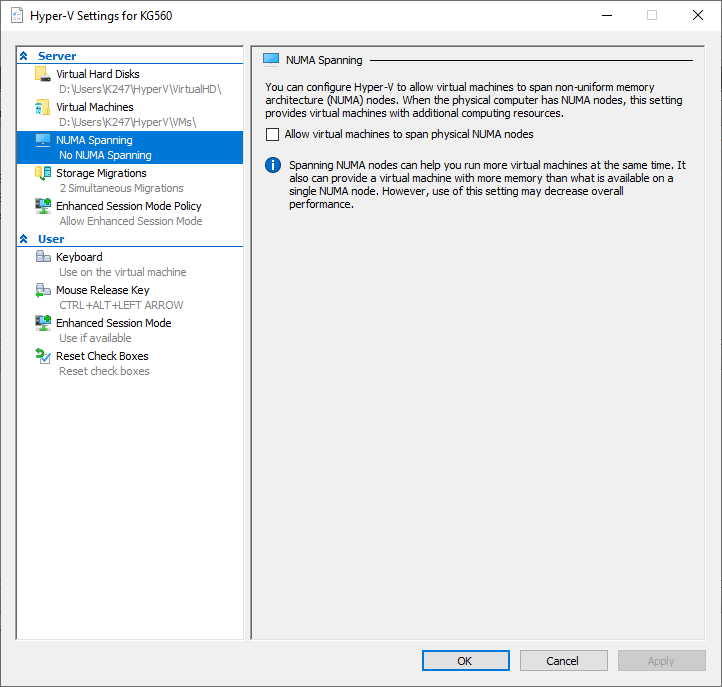 Hyper-V Settings for KG560
Server
Virtual Hard Disks
D:\Users\K247\HyperV\VirtualHD\
Virtual Machines
D:\Users\K247\HyperV\VMs\
NUMA Spanning
No NUMA Spanning
Storage Migrations
2 Simultaneous Migrations
Enhanced Session Mode Policy
Allow Enhanced Session Mode
User
Keyboard
Use on the virtual machine
Mouse Release Key
CTRL+ALT+LEFT ARROW
Enhanced Session Mode
Use if available
Reset Check Boxes
Reset check boxes
NUMA Spanning
You can configure Hyper-V to allow virtual machines to span non-uniform memory
architecture (NUMA) nodes. When the physical computer has NUMA nodes, this setting
provides virtual machines with additional computing resources.
Allow virtual machines to span physical NUMA nodes
Spanning NUMA nodes can help you run more virtual machines at the same time. It
also can provide a virtual machine with more memory than what is available on a
single NUMA node. However, use of this setting may decrease overall
performance.
OK
Cancel
Apply